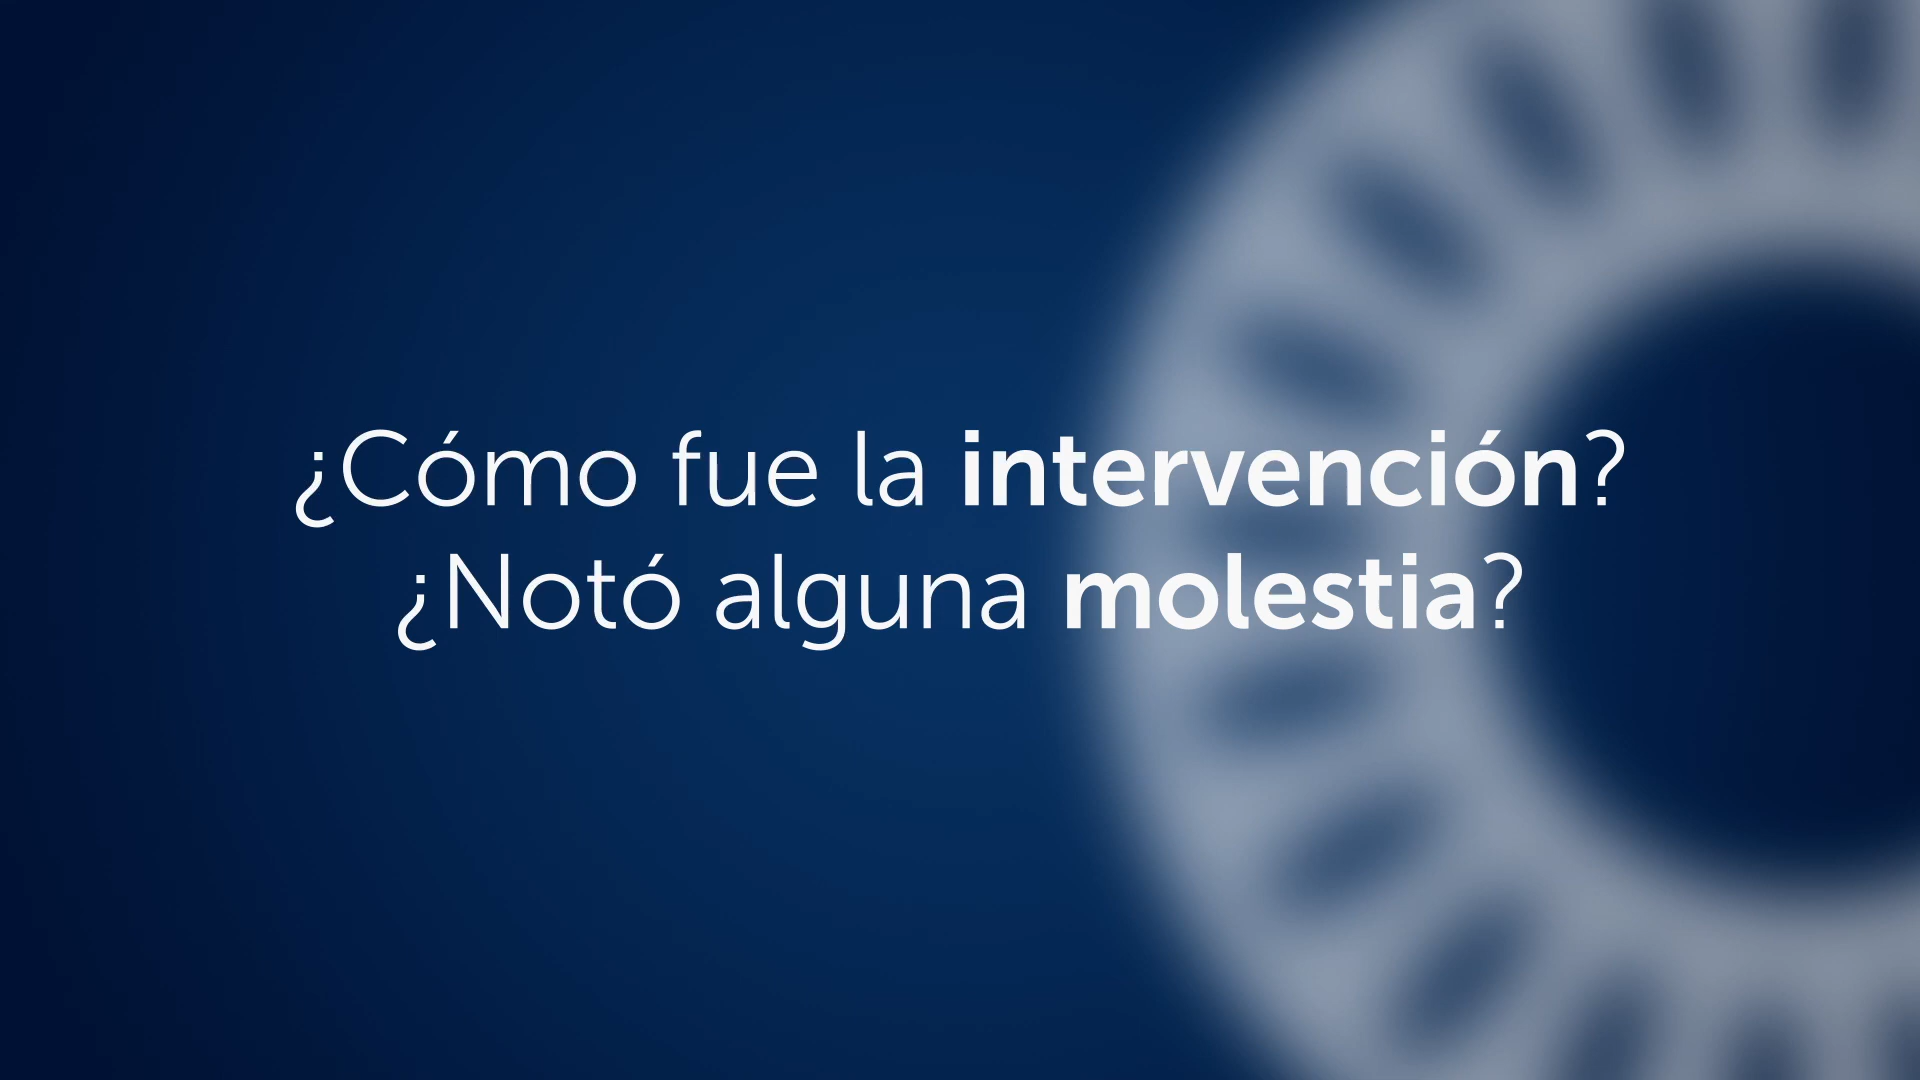 ¿Cómo fue la intervención?
¿Notó alguna molestia?